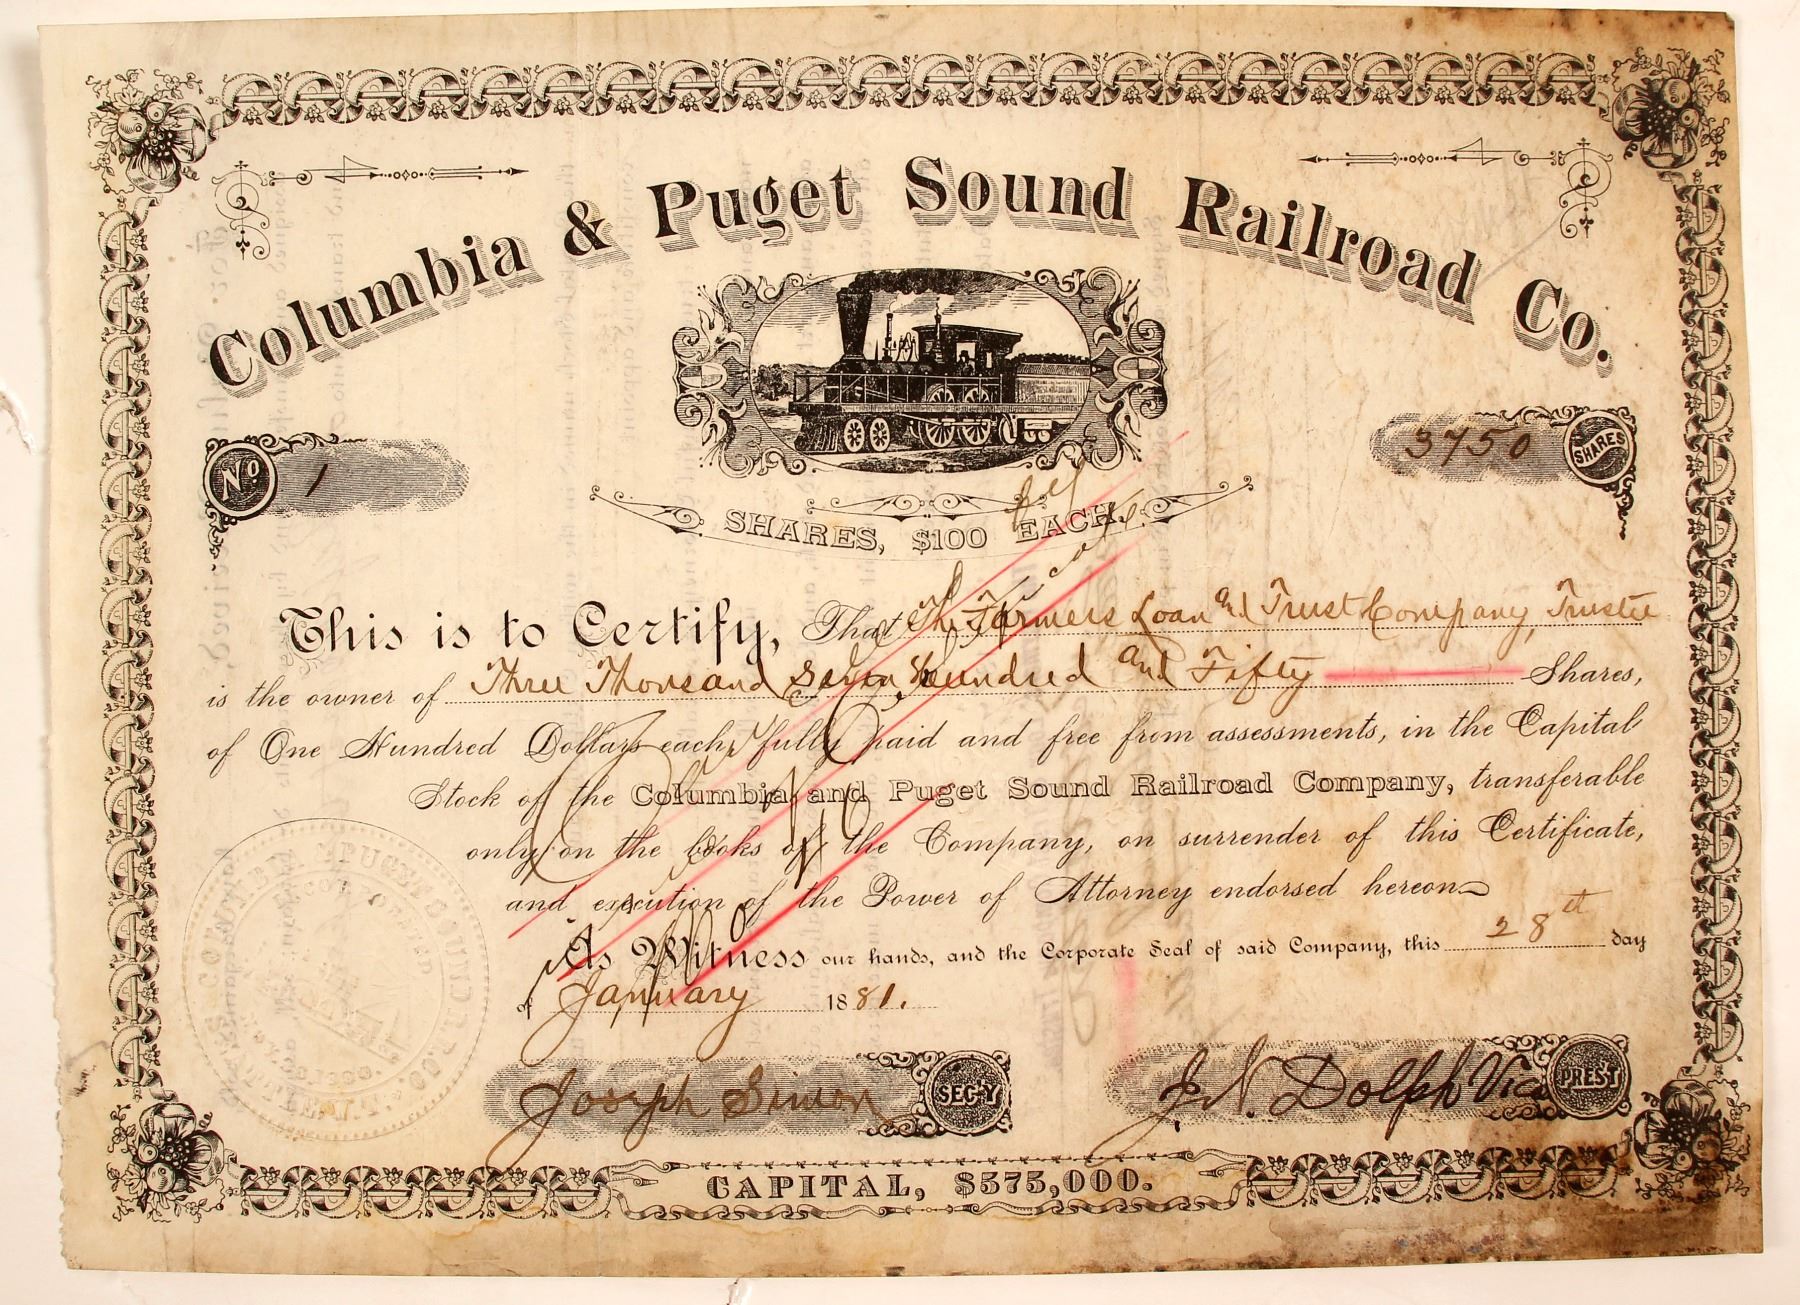 Columbia & Puget Sound Railroad Co.
No 1
3750 SHARES
SHARES, $100 EACH.
This is to Certify, That The Farmers Loan and Trust Company, Trustee
is the owner of Three Thousand Seven Hundred and Fifty Shares,
of One Hundred Dollars each, fully paid and free from assessments, in the Capital
Stock of the Columbia and Puget Sound Railroad Company, transferable
only on the books of the Company, on surrender of this Certificate,
and execution of the Power of Attorney endorsed hereon
As Witness our hands, and the Corporate Seal of said Company, this 28th day
of January 1881.
Joseph Simon SEC'Y
J. N. Dolph Vice PRES'T
CAPITAL, $575,000.